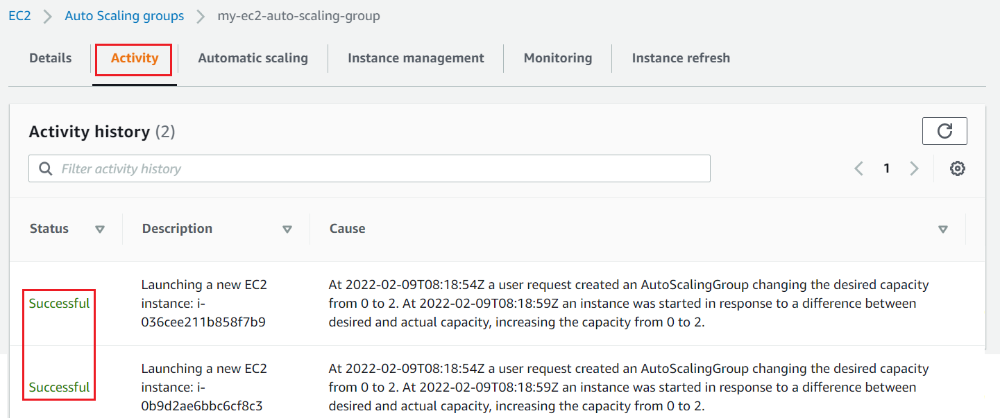 EC2 > Auto Scaling groups > my-ec2-auto-scaling-group
Details Activity Automatic scaling Instance management Monitoring Instance refresh
Activity history (2)
Filter activity history
1
Status Description Cause
Launching a new EC2
instance: i-
036cee211b858f7b9
Successful
At 2022-02-09T08:18:54Z a user request created an AutoScalingGroup changing the desired capacity
from 0 to 2. At 2022-02-09T08:18:59Z an instance was started in response to a difference between
desired and actual capacity, increasing the capacity from 0 to 2.
Launching a new EC2
instance: i-
0b9d2ae6bbc6cf8c3
Successful
At 2022-02-09T08:18:54Z a user request created an AutoScalingGroup changing the desired capacity
from 0 to 2. At 2022-02-09T08:18:59Z an instance was started in response to a difference between
desired and actual capacity, increasing the capacity from 0 to 2.